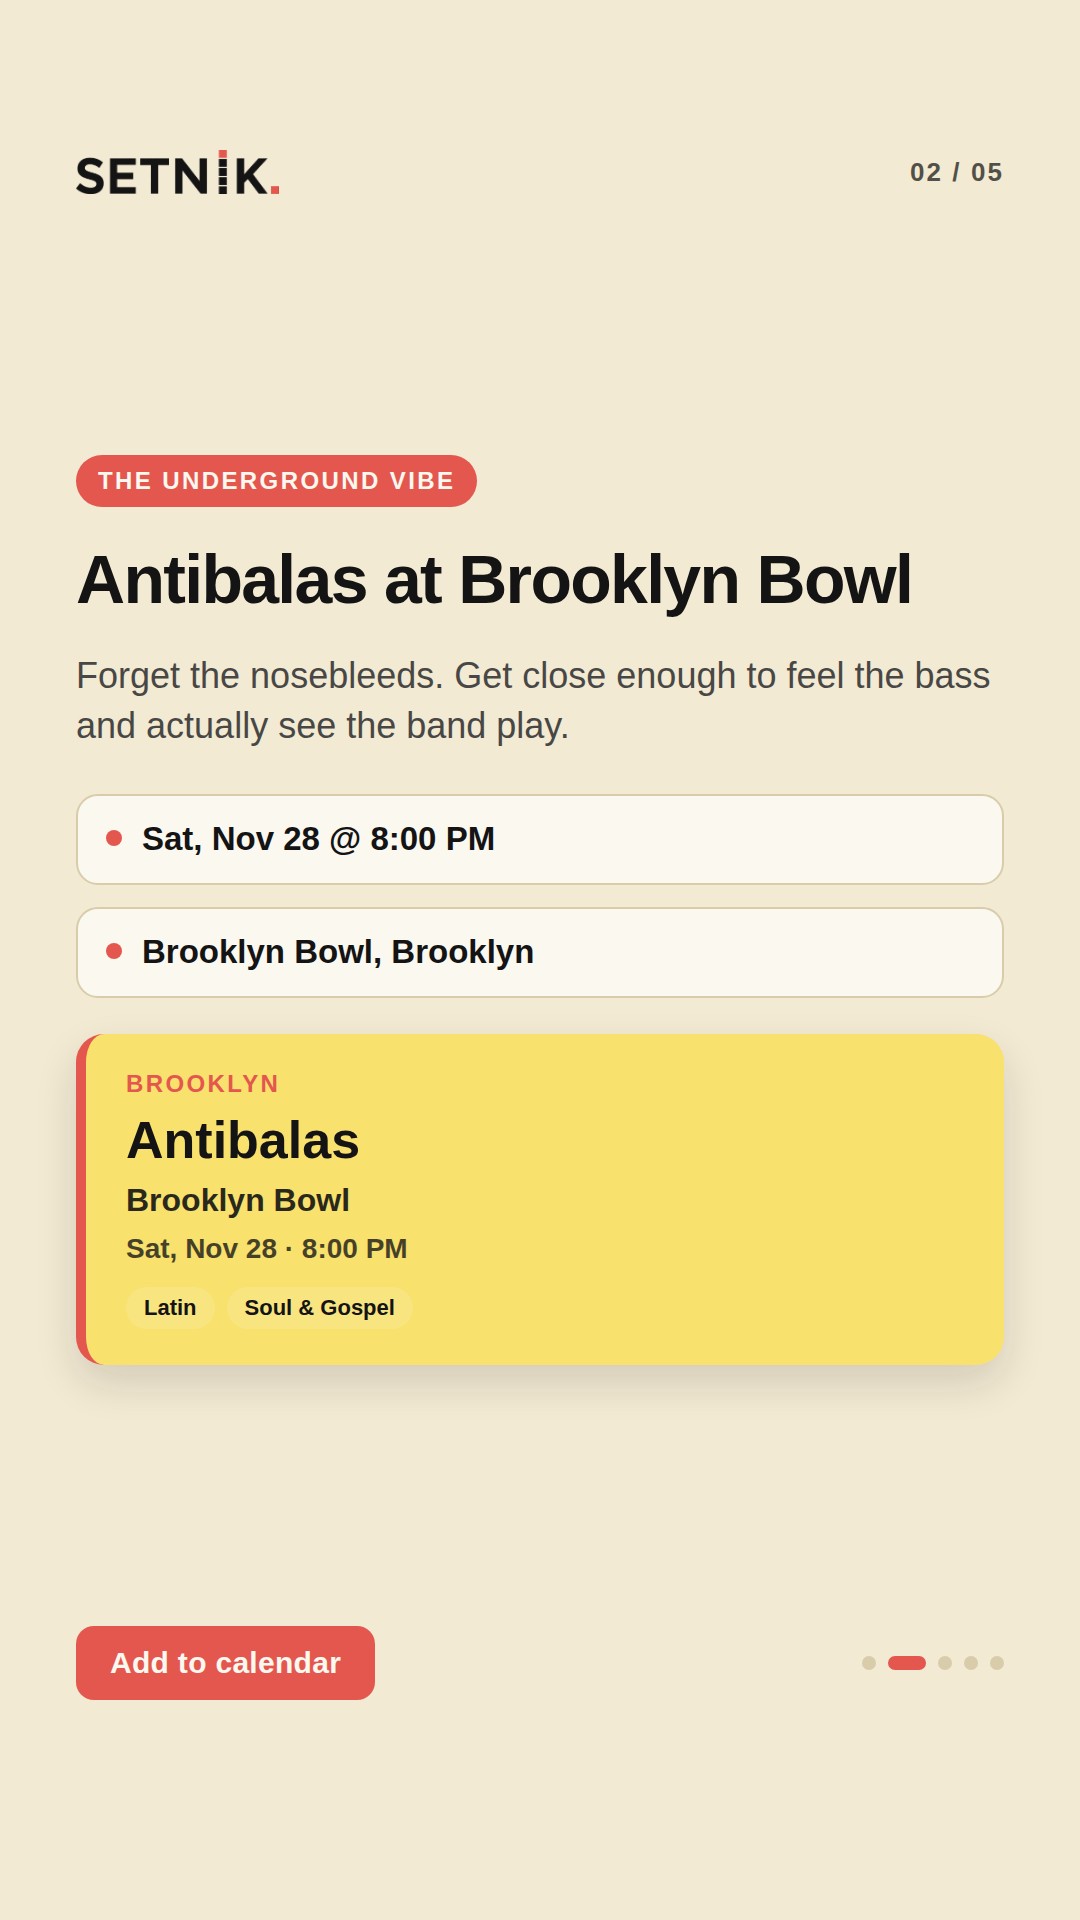 SETNIK.
02 / 05
THE UNDERGROUND VIBE
Antibalas at Brooklyn Bowl
Forget the nosebleeds. Get close enough to feel the bass
and actually see the band play.
Sat, Nov 28 @ 8:00 PM
Brooklyn Bowl, Brooklyn
BROOKLYN
Antibalas
Brooklyn Bowl
Sat, Nov 28 · 8:00 PM
Latin
Soul & Gospel
Add to calendar